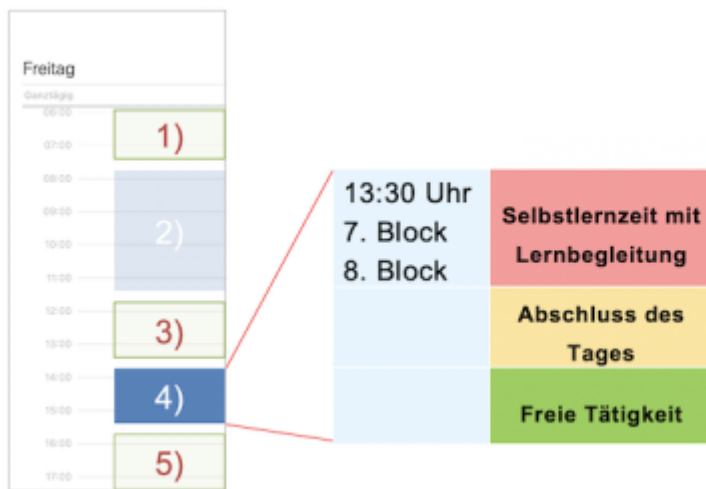 Freitag
Ganztägig
06:00
1)
07:00
08:00
09:00
2)
10:00
11:00
12:00
3)
13:00
14:00
4)
15:00
16:00
5)
17:00
13:30 Uhr
7. Block
8. Block
Selbstlernzeit mit
Lernbegleitung
Abschluss des
Tages
Freie Tätigkeit